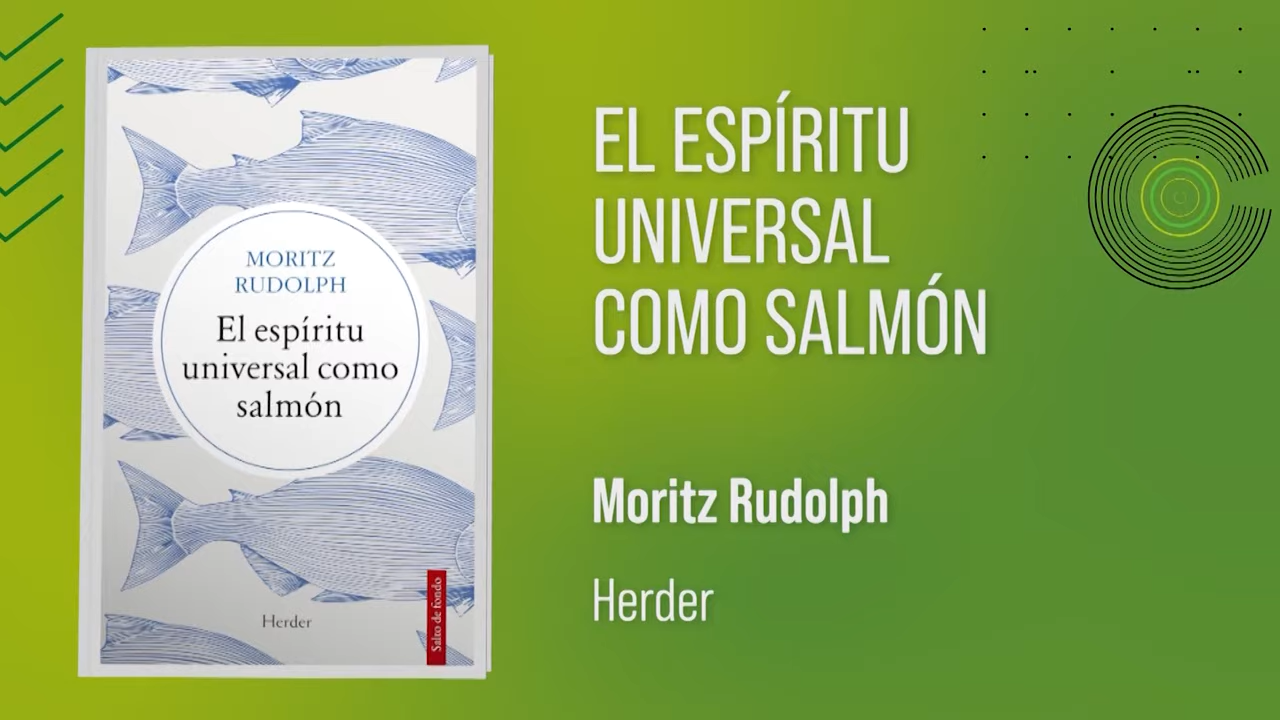 MORITZ
RUDOLPH
El espíritu
universal como
salmón
Herder
Salto de fondo
EL ESPÍRITU
UNIVERSAL
COMO SALMÓN
Moritz Rudolph
Herder